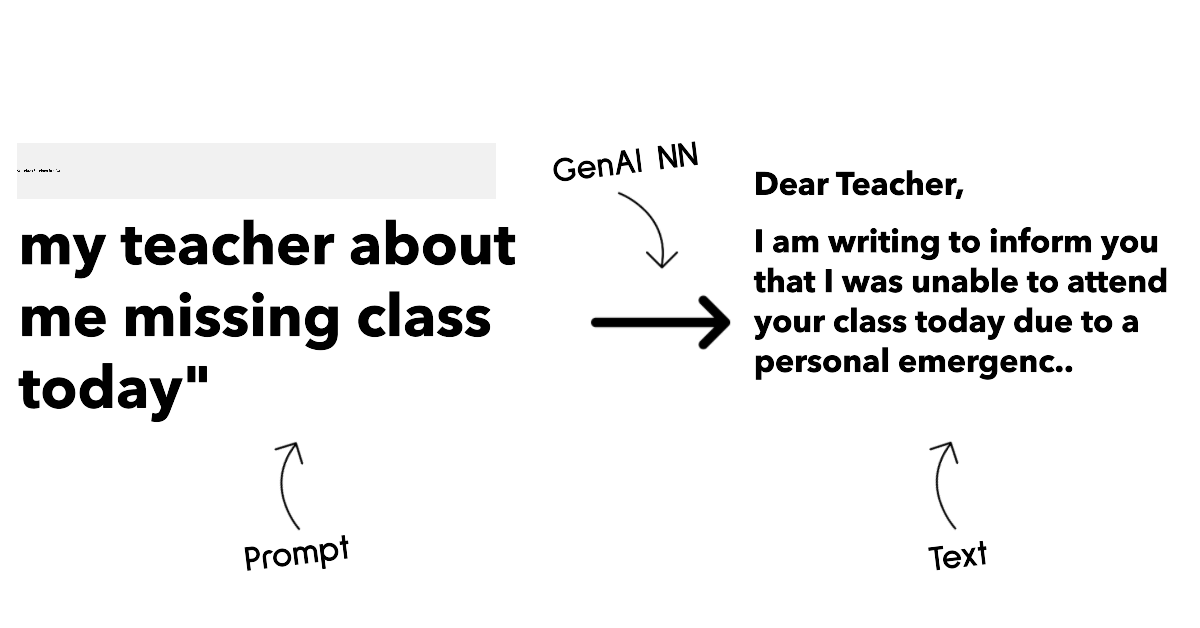 GenAI NN
my teacher about
me missing class
today"
Dear Teacher,
I am writing to inform you
that I was unable to attend
your class today due to a
personal emergenc..
Prompt
Text